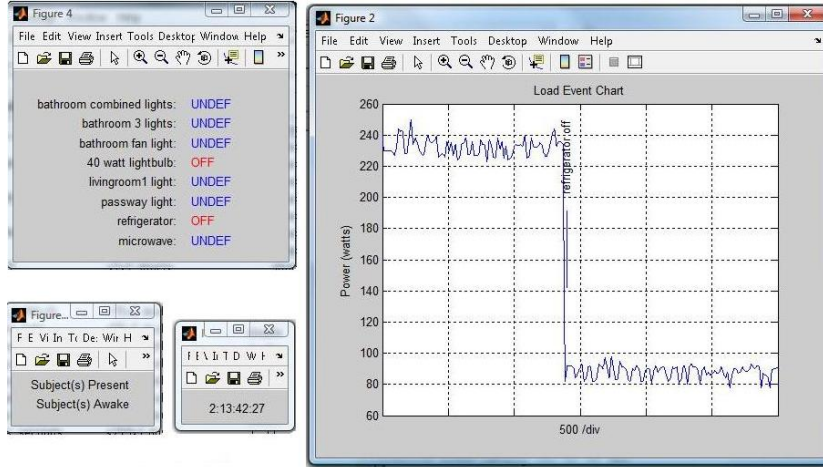 Figure 4
File Edit View Insert Tools Desktop Window Help
bathroom combined lights: UNDEF
bathroom 3 lights: UNDEF
bathroom fan light: UNDEF
40 watt lightbulb: OFF
livingroom1 light: UNDEF
passway light: UNDEF
refrigerator: OFF
microwave: UNDEF
Figure...
F E Vi In Tc De: Wir H
Subject(s) Present
Subject(s) Awake
2:13:42:27
Figure 2
File Edit View Insert Tools Desktop Window Help
Load Event Chart
260
240
220
200
180
160
140
120
100
80
60
Power (watts)
refrigerator:off
500 /div